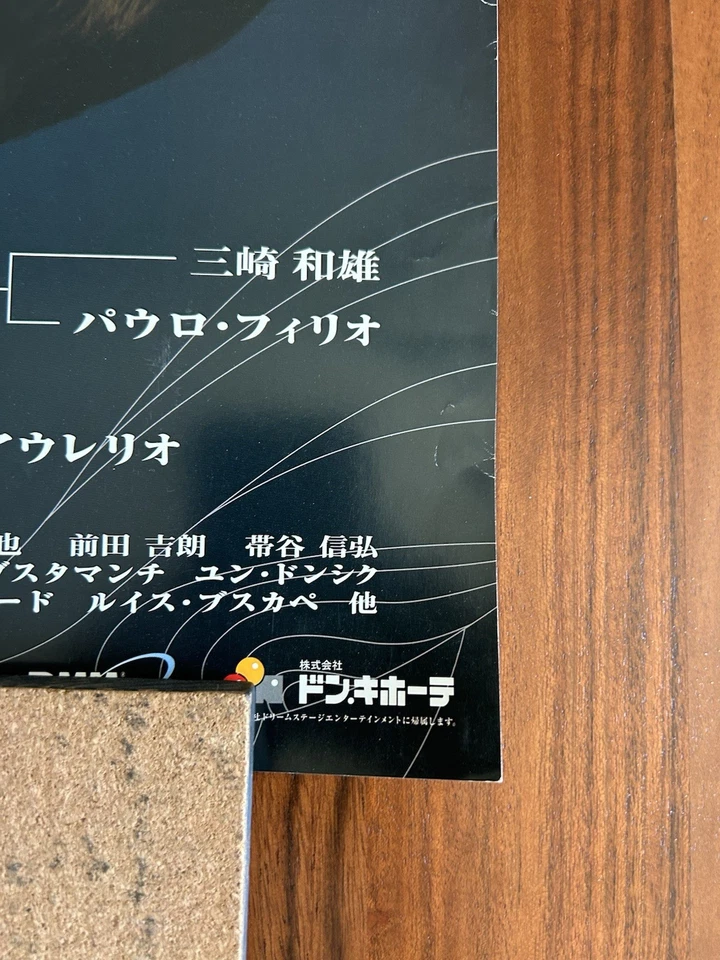 三崎 和雄
パウロ・フィリオ
アウレリオ
也 前田 吉朗 帯谷 信弘
ブスタマンチ ユン・ドンシク
ード ルイス・ブスカペ 他
株式会社
ドン.キホーテ
ドリームステージエンターテインメントに帰属します。